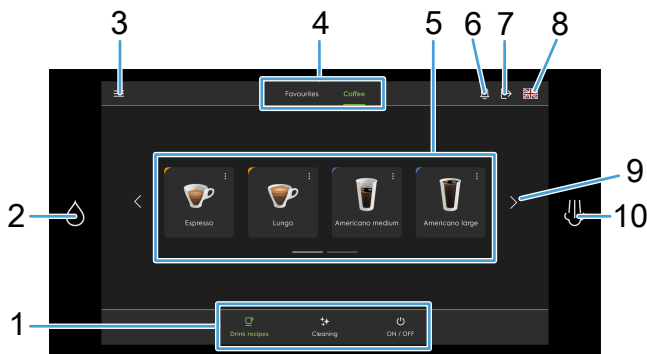 3 4 5 6 7 8
Favourites Coffee
2 9 10
Espresso Lungo Americano medium Americano large
1
Drink recipes Cleaning ON / OFF